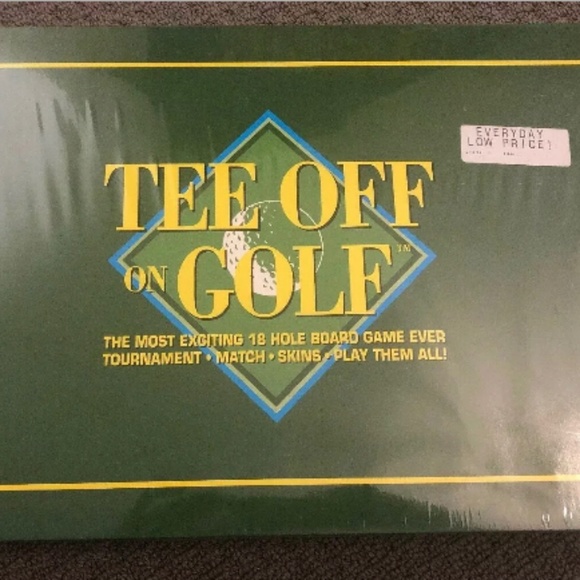 EVERYDAY
LOW PRICE!
TEE OFF
ON GOLF™
THE MOST EXCITING 18 HOLE BOARD GAME EVER
TOURNAMENT • MATCH • SKINS • PLAY THEM ALL!